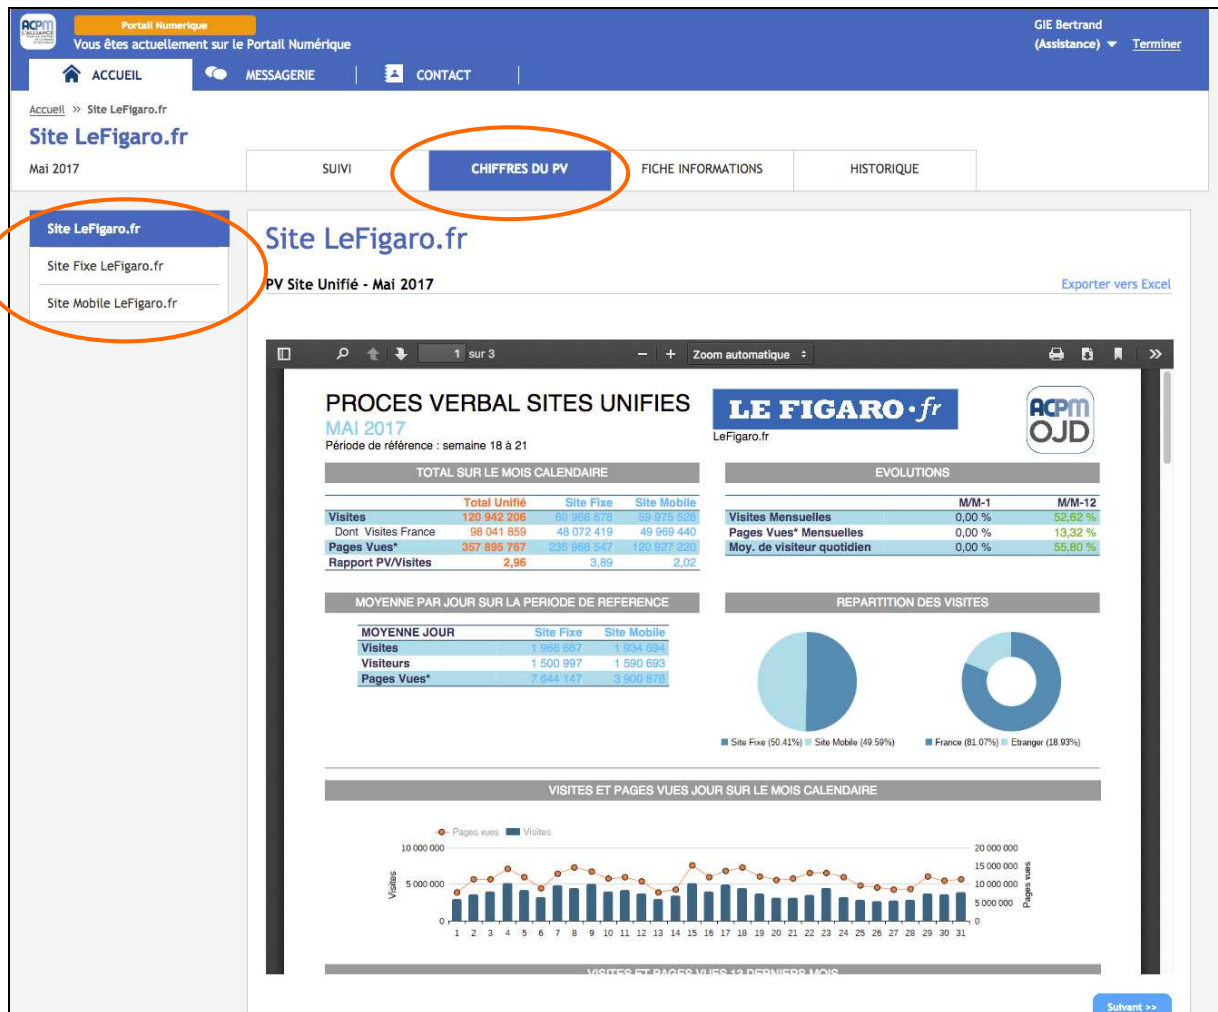 ACPM
L'ALLIANCE
Portail Numerique
Vous êtes actuellement sur le Portail Numérique
GIE Bertrand
(Assistance) Terminer
ACCUEIL MESSAGERIE CONTACT
Accueil >> Site LeFigaro.fr
Site LeFigaro.fr
Mai 2017
SUIVI CHIFFRES DU PV FICHE INFORMATIONS HISTORIQUE
Site LeFigaro.fr
Site Fixe LeFigaro.fr
Site Mobile LeFigaro.fr
Site LeFigaro.fr
PV Site Unifié - Mai 2017 Exporter vers Excel
1 sur 3 − + Zoom automatique >>
PROCES VERBAL SITES UNIFIES
MAI 2017
Période de référence : semaine 18 à 21
LE FIGARO·fr
LeFigaro.fr
ACPM
OJD
TOTAL SUR LE MOIS CALENDAIRE
Total Unifié Site Fixe Site Mobile
Visites 120 942 206 60 966 678 59 975 528
Dont Visites France 98 041 859 48 072 419 49 969 440
Pages Vues* 357 895 767 236 968 547 120 927 220
Rapport PV/Visites 2,96 3,89 2,02
EVOLUTIONS
M/M-1 M/M-12
Visites Mensuelles 0,00 % 52,62 %
Pages Vues* Mensuelles 0,00 % 13,32 %
Moy. de visiteur quotidien 0,00 % 55,80 %
MOYENNE PAR JOUR SUR LA PERIODE DE REFERENCE
MOYENNE JOUR Site Fixe Site Mobile
Visites 1 966 667 1 934 694
Visiteurs 1 500 997 1 590 693
Pages Vues* 7 644 147 3 900 878
REPARTITION DES VISITES
Site Fixe (50.41%) Site Mobile (49.59%) France (81.07%) Etranger (18.93%)
VISITES ET PAGES VUES JOUR SUR LE MOIS CALENDAIRE
Pages vues Visites
10 000 000
5 000 000
0
Visites
20 000 000
15 000 000
10 000 000
5 000 000
0
Pages vues
1 2 3 4 5 6 7 8 9 10 11 12 13 14 15 16 17 18 19 20 21 22 23 24 25 26 27 28 29 30 31
VISITES ET PAGES VUES 13 DERNIERS MOIS
Suivant >>